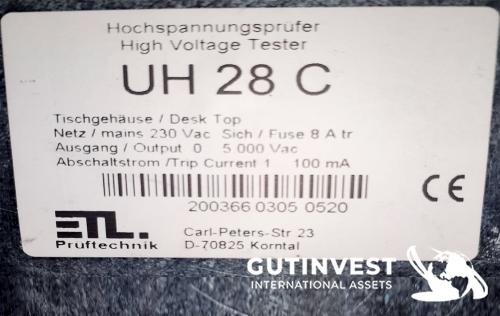 Hochspannungsprüfer
High Voltage Tester
UH 28 C
Tischgehäuse / Desk Top
Netz / mains 230 Vac Sich / Fuse 8 A tr
Ausgang / Output 0 5 000 Vac
Abschaltstrom /Trip Current 1 100 mA
200366 0305 0520
CE
ETL.
Prüftechnik
Carl-Peters-Str 23
D-70825 Korntal
GUTINVEST
INTERNATIONAL ASSETS